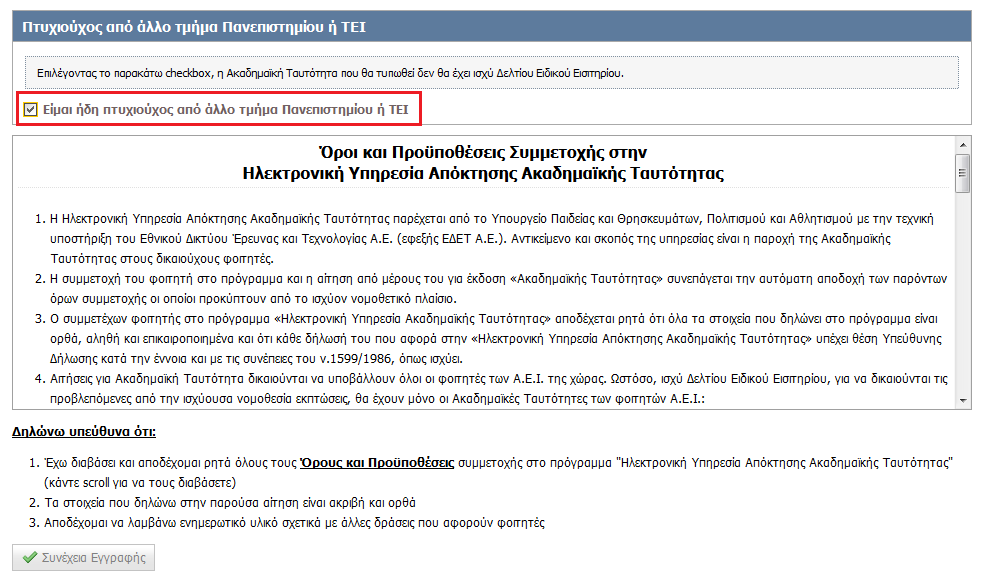 Πτυχιούχος από άλλο τμήμα Πανεπιστημίου ή ΤΕΙ
Επιλέγοντας το παρακάτω checkbox, η Ακαδημαϊκή Ταυτότητα που θα τυπωθεί δεν θα έχει ισχύ Δελτίου Ειδικού Εισιτηρίου.
Είμαι ήδη πτυχιούχος από άλλο τμήμα Πανεπιστημίου ή ΤΕΙ
Όροι και Προϋποθέσεις Συμμετοχής στην
Ηλεκτρονική Υπηρεσία Απόκτησης Ακαδημαϊκής Ταυτότητας
1. Η Ηλεκτρονική Υπηρεσία Απόκτησης Ακαδημαϊκής Ταυτότητας παρέχεται από το Υπουργείο Παιδείας και Θρησκευμάτων, Πολιτισμού και Αθλητισμού με την τεχνική
υποστήριξη του Εθνικού Δικτύου Έρευνας και Τεχνολογίας Α.Ε. (εφεξής ΕΔΕΤ Α.Ε.). Αντικείμενο και σκοπός της υπηρεσίας είναι η παροχή της Ακαδημαϊκής
Ταυτότητας στους δικαιούχους φοιτητές.
2. Η συμμετοχή του φοιτητή στο πρόγραμμα και η αίτηση από μέρους του για έκδοση «Ακαδημαϊκής Ταυτότητας» συνεπάγεται την αυτόματη αποδοχή των παρόντων
όρων συμμετοχής οι οποίοι προκύπτουν από το ισχύον νομοθετικό πλαίσιο.
3. Ο συμμετέχων φοιτητής στο πρόγραμμα «Ηλεκτρονική Υπηρεσία Ακαδημαϊκής Ταυτότητας» αποδέχεται ρητά ότι όλα τα στοιχεία που δηλώνει στο πρόγραμμα είναι
ορθά, αληθή και επικαιροποιημένα και ότι κάθε δήλωσή του που αφορά στην «Ηλεκτρονική Υπηρεσία Απόκτησης Ακαδημαϊκής Ταυτότητας» υπέχει θέση Υπεύθυνης
Δήλωσης κατά την έννοια και με τις συνέπειες του ν.1599/1986, όπως ισχύει.
4. Αιτήσεις για Ακαδημαϊκή Ταυτότητα δικαιούνται να υποβάλλουν όλοι οι φοιτητές των Α.Ε.Ι. της χώρας. Ωστόσο, ισχύ Δελτίου Ειδικού Εισιτηρίου, για να δικαιούνται τις
προβλεπόμενες από την ισχύουσα νομοθεσία εκπτώσεις, θα έχουν μόνο οι Ακαδημαϊκές Ταυτότητες των φοιτητών Α.Ε.Ι.:
Δηλώνω υπεύθυνα ότι:
1. Έχω διαβάσει και αποδέχομαι ρητά όλους τους Όρους και Προϋποθέσεις συμμετοχής στο πρόγραμμα "Ηλεκτρονική Υπηρεσία Απόκτησης Ακαδημαϊκής Ταυτότητας"
(κάντε scroll για να τους διαβάσετε)
2. Τα στοιχεία που δηλώνω στην παρούσα αίτηση είναι ακριβή και ορθά
3. Αποδέχομαι να λαμβάνω ενημερωτικό υλικό σχετικά με άλλες δράσεις που αφορούν φοιτητές
Συνέχεια Εγγραφής